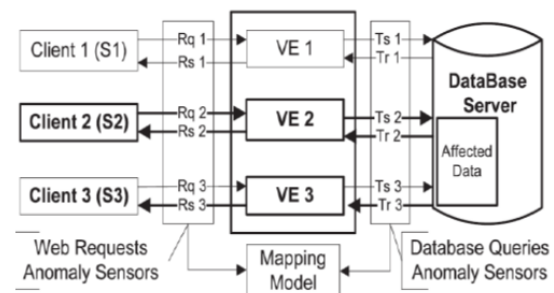 Client 1 (S1)
Rq 1
Rs 1
VE 1
Ts 1
Tr 1
DataBase
Server
Client 2 (S2)
Rq 2
Rs 2
VE 2
Ts 2
Tr 2
Affected
Data
Client 3 (S3)
Rq 3
Rs 3
VE 3
Ts 3
Tr 3
Web Requests
Anomaly Sensors
Mapping
Model
Database Queries
Anomaly Sensors